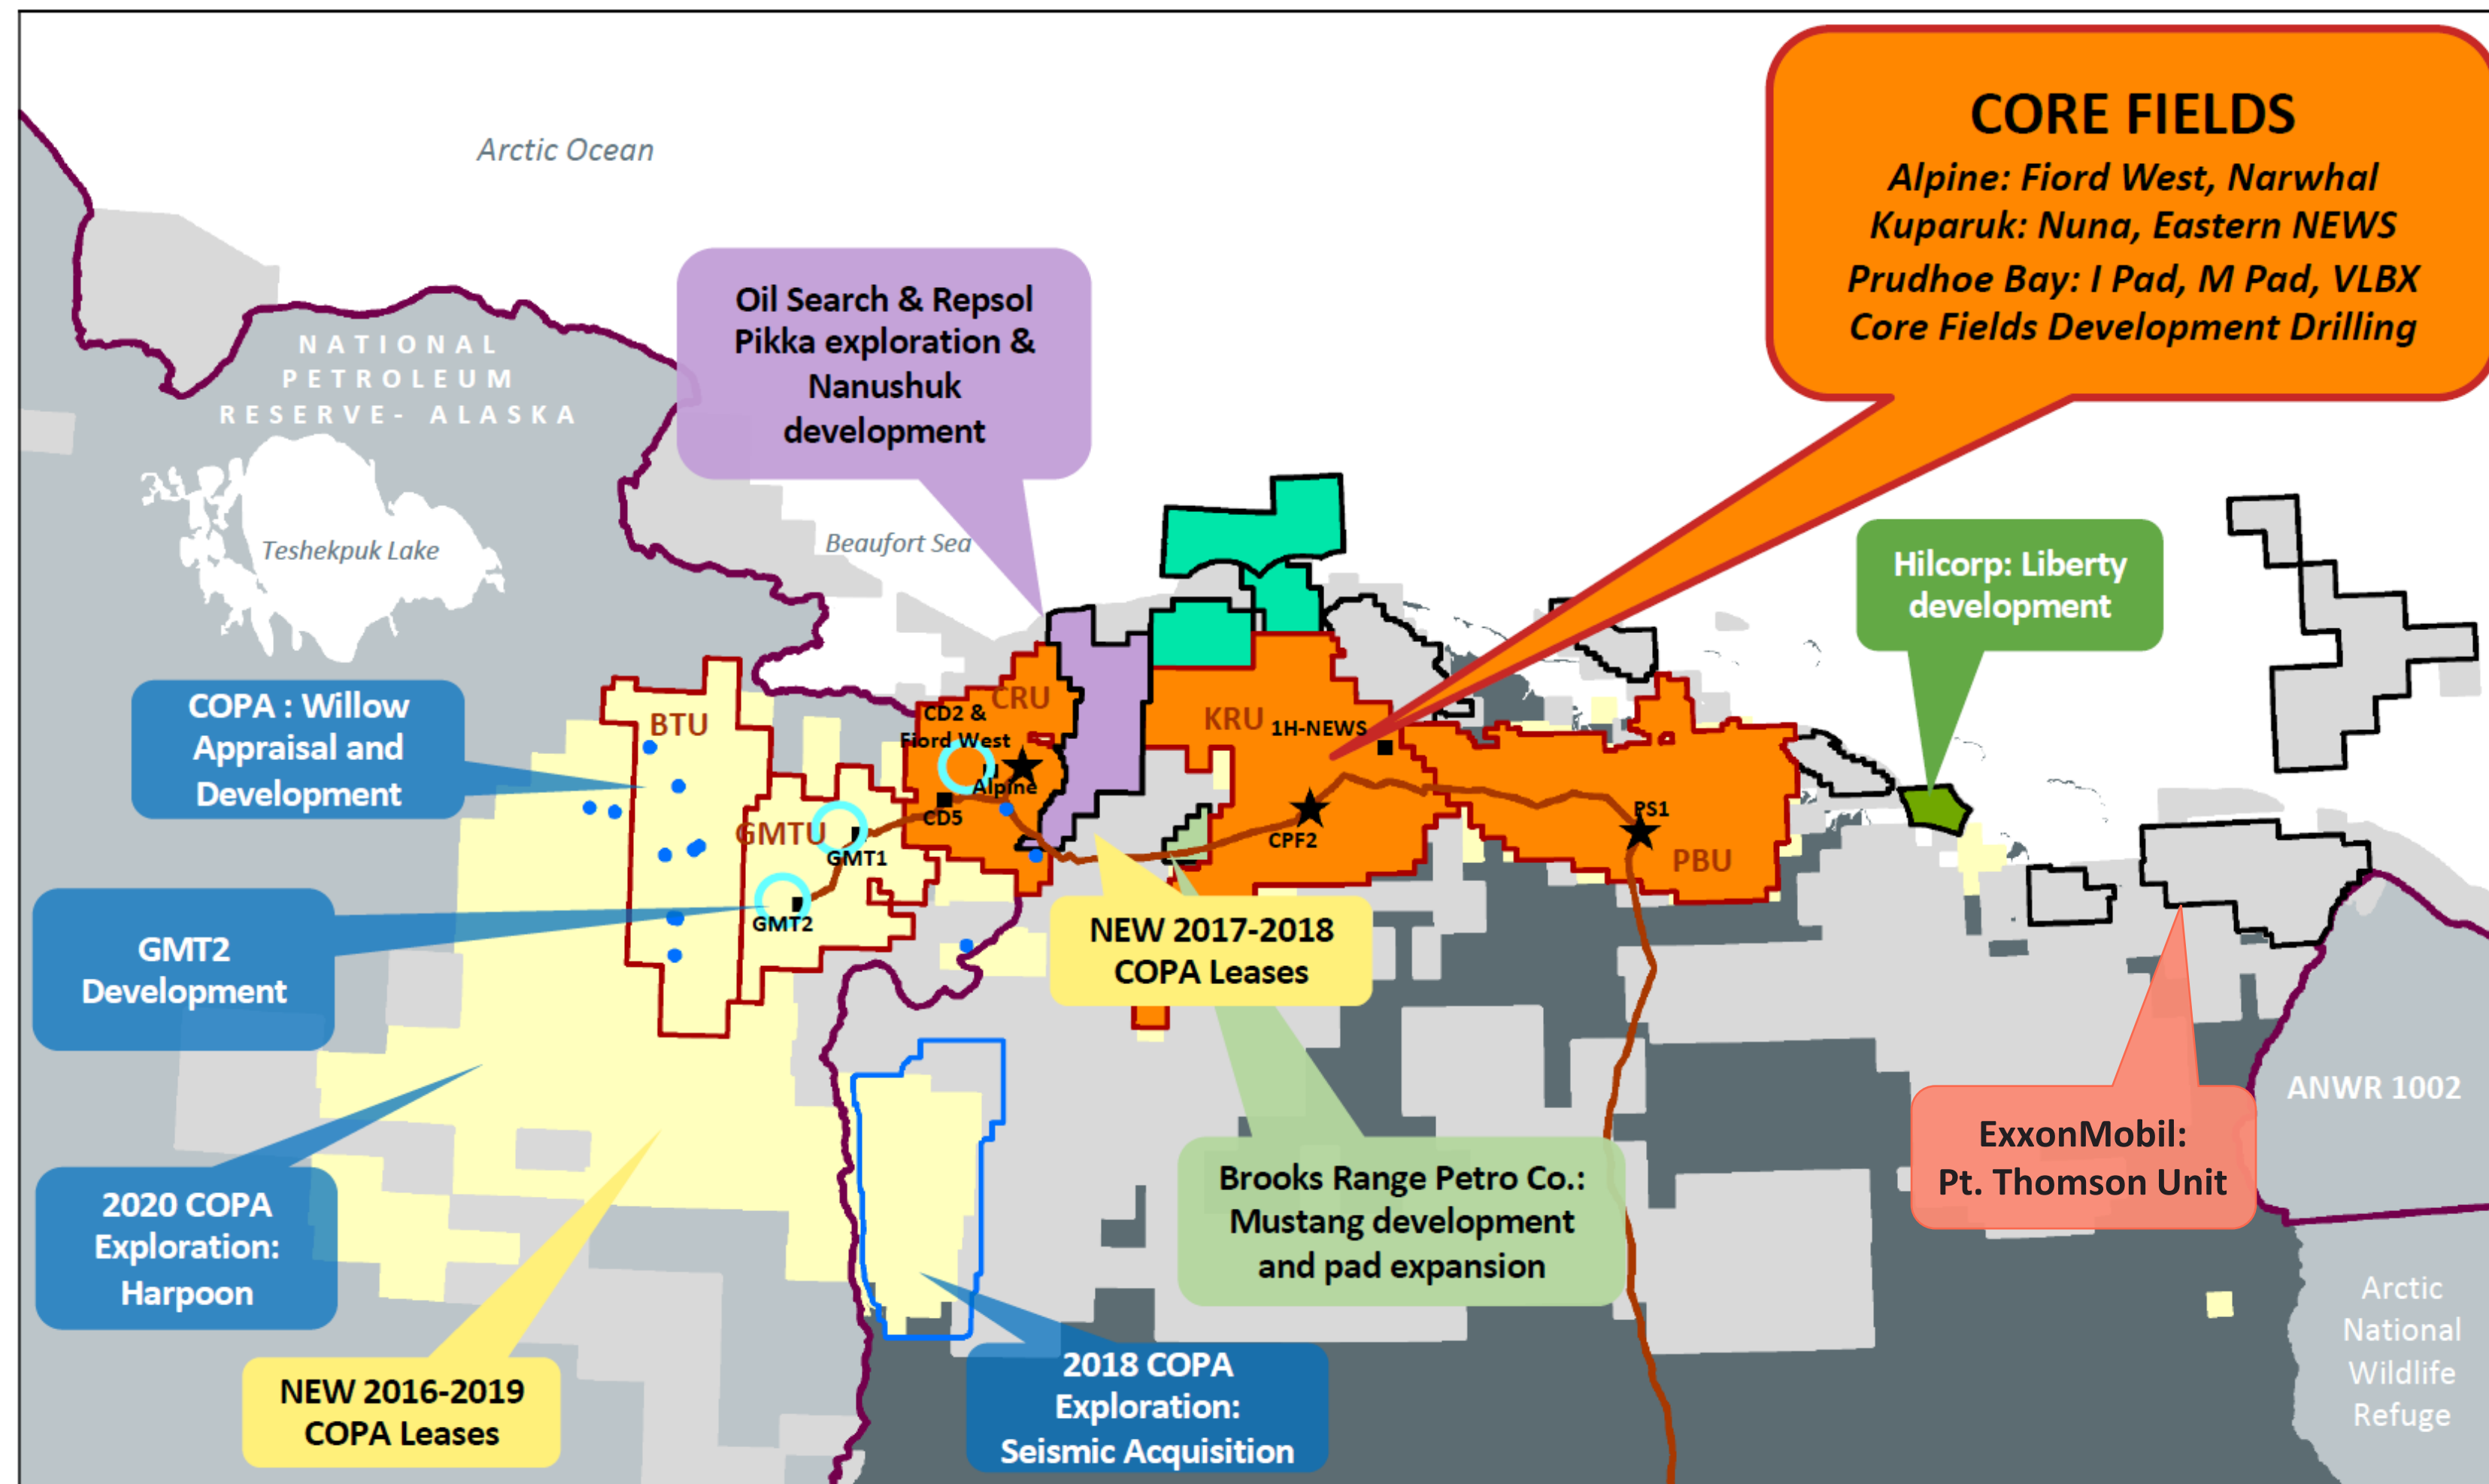 CORE FIELDS
Alpine: Fiord West, Narwhal
Kuparuk: Nuna, Eastern NEWS
Prudhoe Bay: I Pad, M Pad, VLBX
Core Fields Development Drilling
Arctic Ocean
Oil Search & Repsol
Pikka exploration &
Nanushuk
development
NATIONAL
PETROLEUM
RESERVE- ALASKA
Teshekpuk Lake
Beaufort Sea
Hilcorp: Liberty
development
COPA : Willow
Appraisal and
Development
BTU
CRU
CD2 &
Fiord West
Alpine
CD5
KRU
1H-NEWS
CPF2
PS1
PBU
GMTU
GMT1
GMT2
GMT2
Development
NEW 2017-2018
COPA Leases
ANWR 1002
ExxonMobil:
Pt. Thomson Unit
Brooks Range Petro Co.:
Mustang development
and pad expansion
2020 COPA
Exploration:
Harpoon
NEW 2016-2019
COPA Leases
2018 COPA
Exploration:
Seismic Acquisition
Arctic
National
Wildlife
Refuge